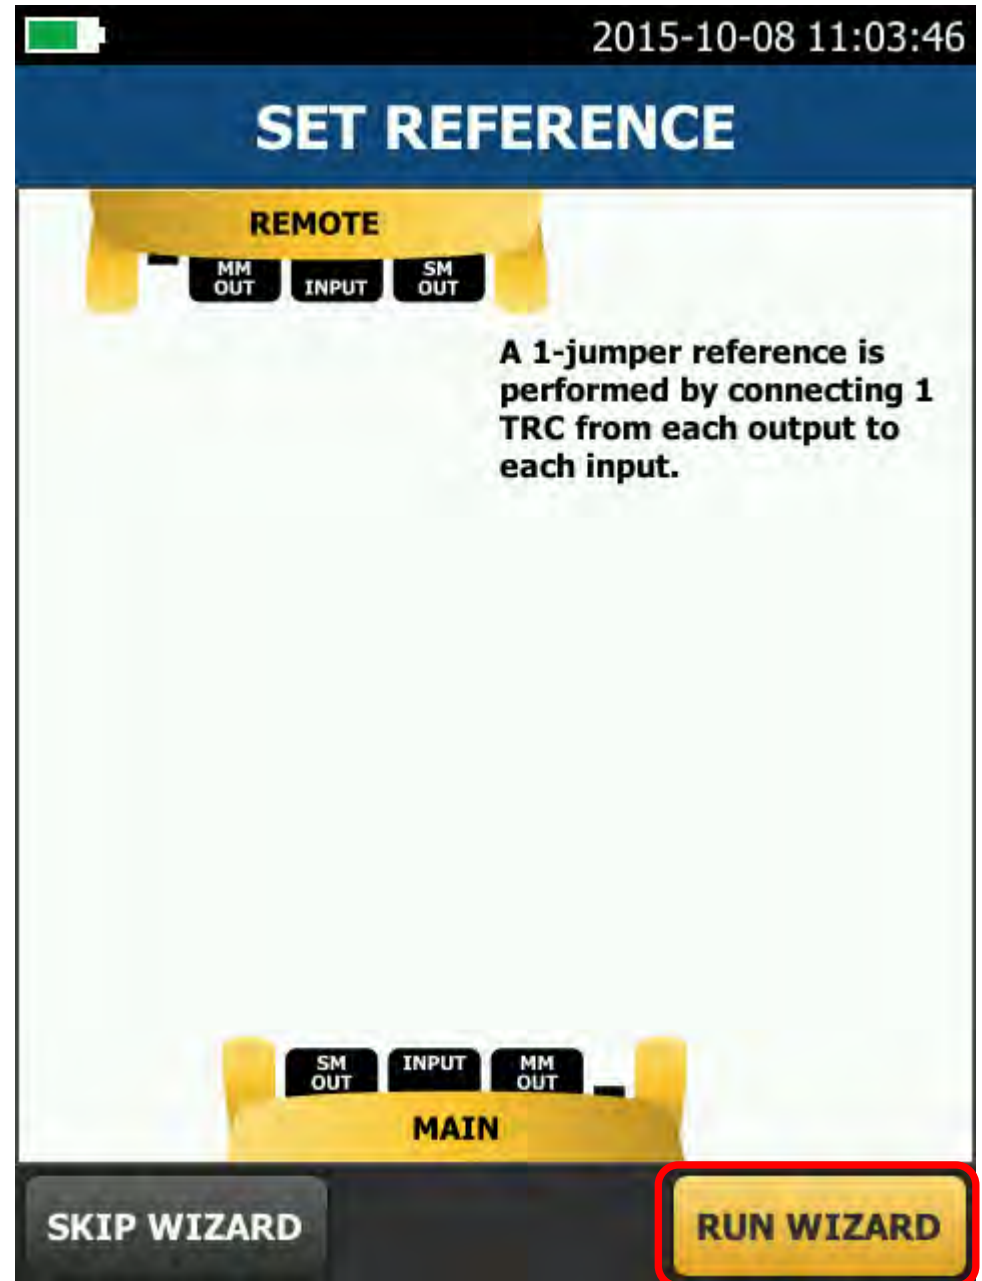 2015-10-08 11:03:46
SET REFERENCE
REMOTE
MM OUT INPUT SM OUT
A 1-jumper reference is
performed by connecting 1
TRC from each output to
each input.
SM OUT INPUT MM OUT
MAIN
SKIP WIZARD RUN WIZARD